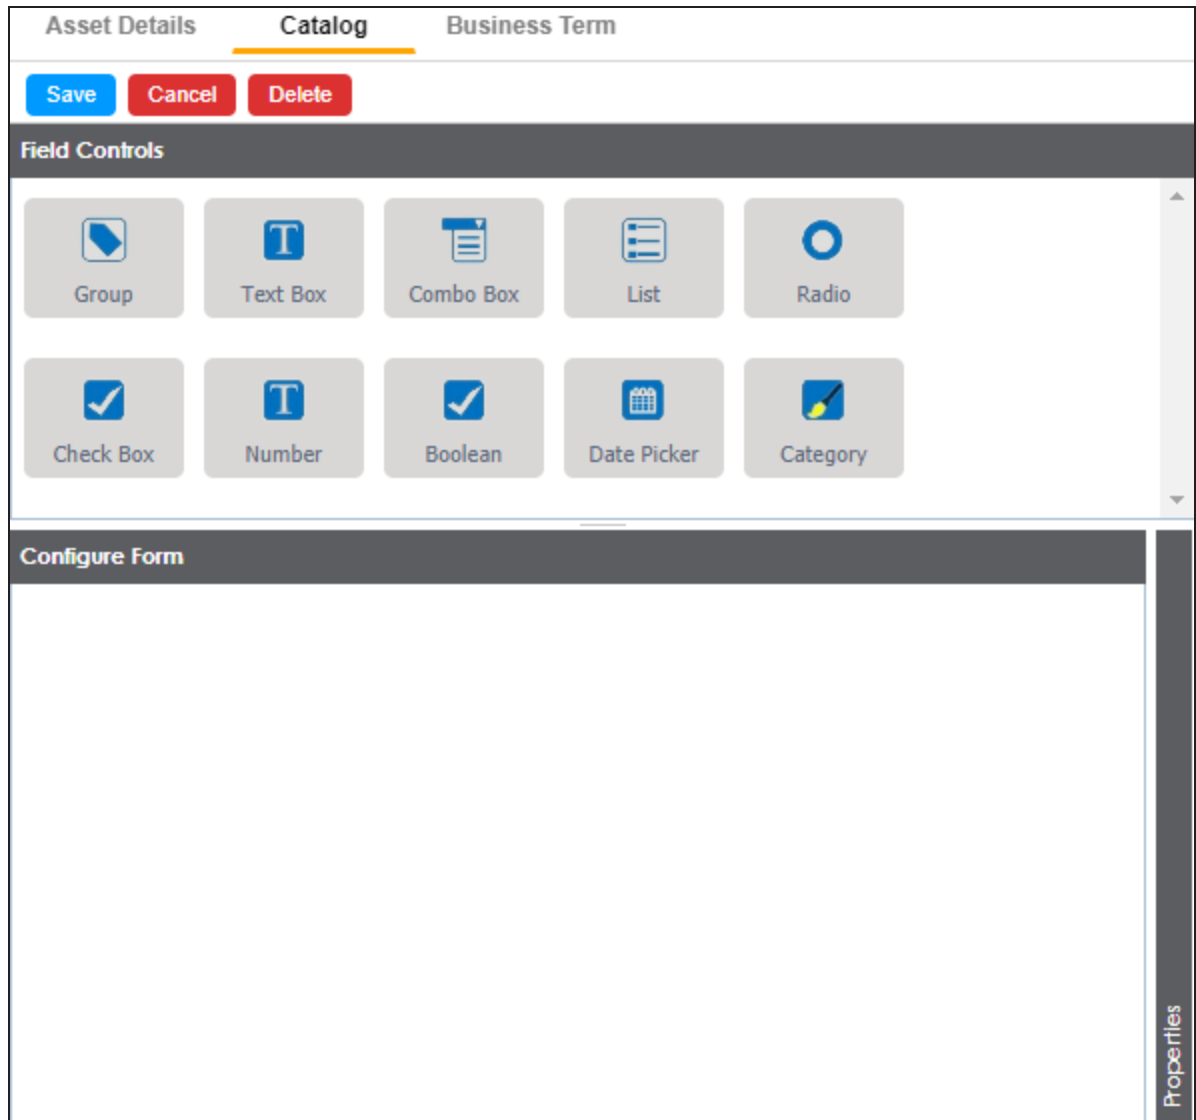 Asset Details Catalog Business Term
Save Cancel Delete
Field Controls
Group Text Box Combo Box List Radio
Check Box Number Boolean Date Picker Category
Configure Form
Properties